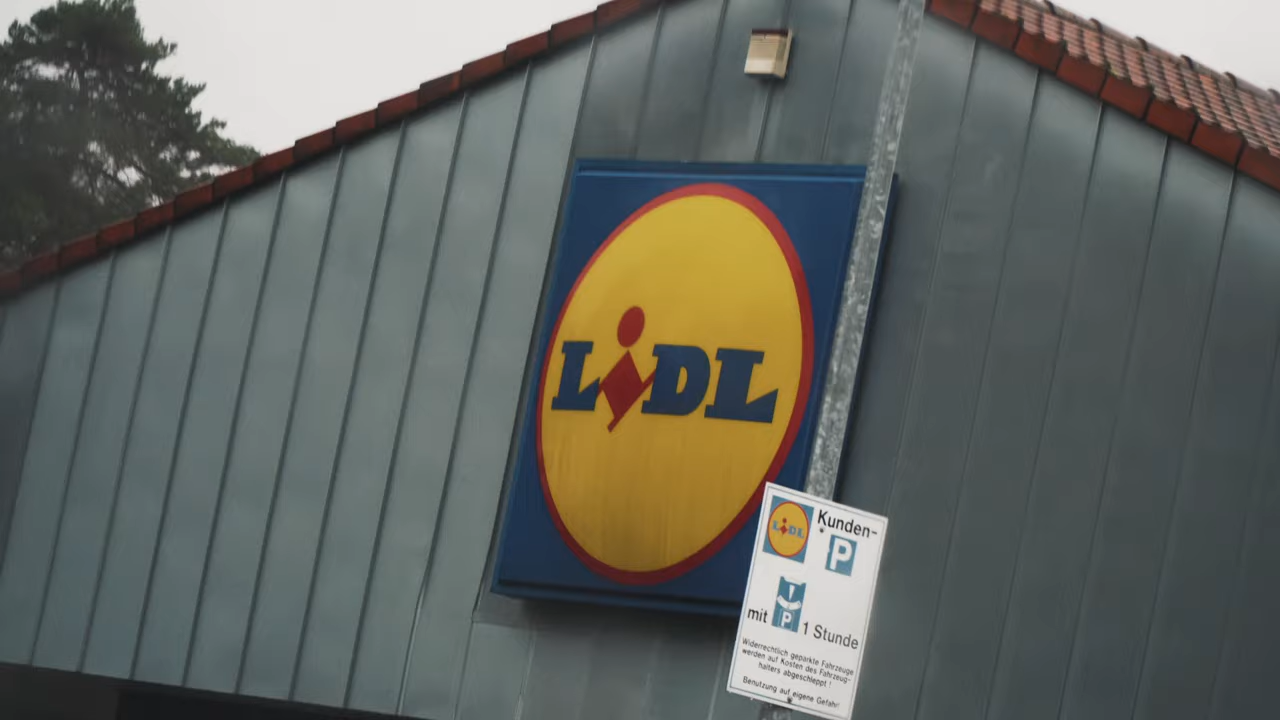 LiDL
LiDL Kunden-
P
mit P 1 Stunde
Widerrechtlich geparkte Fahrzeuge
werden auf Kosten des Fahrzeug-
halters abgeschleppt!
Benutzung auf eigene Gefahr